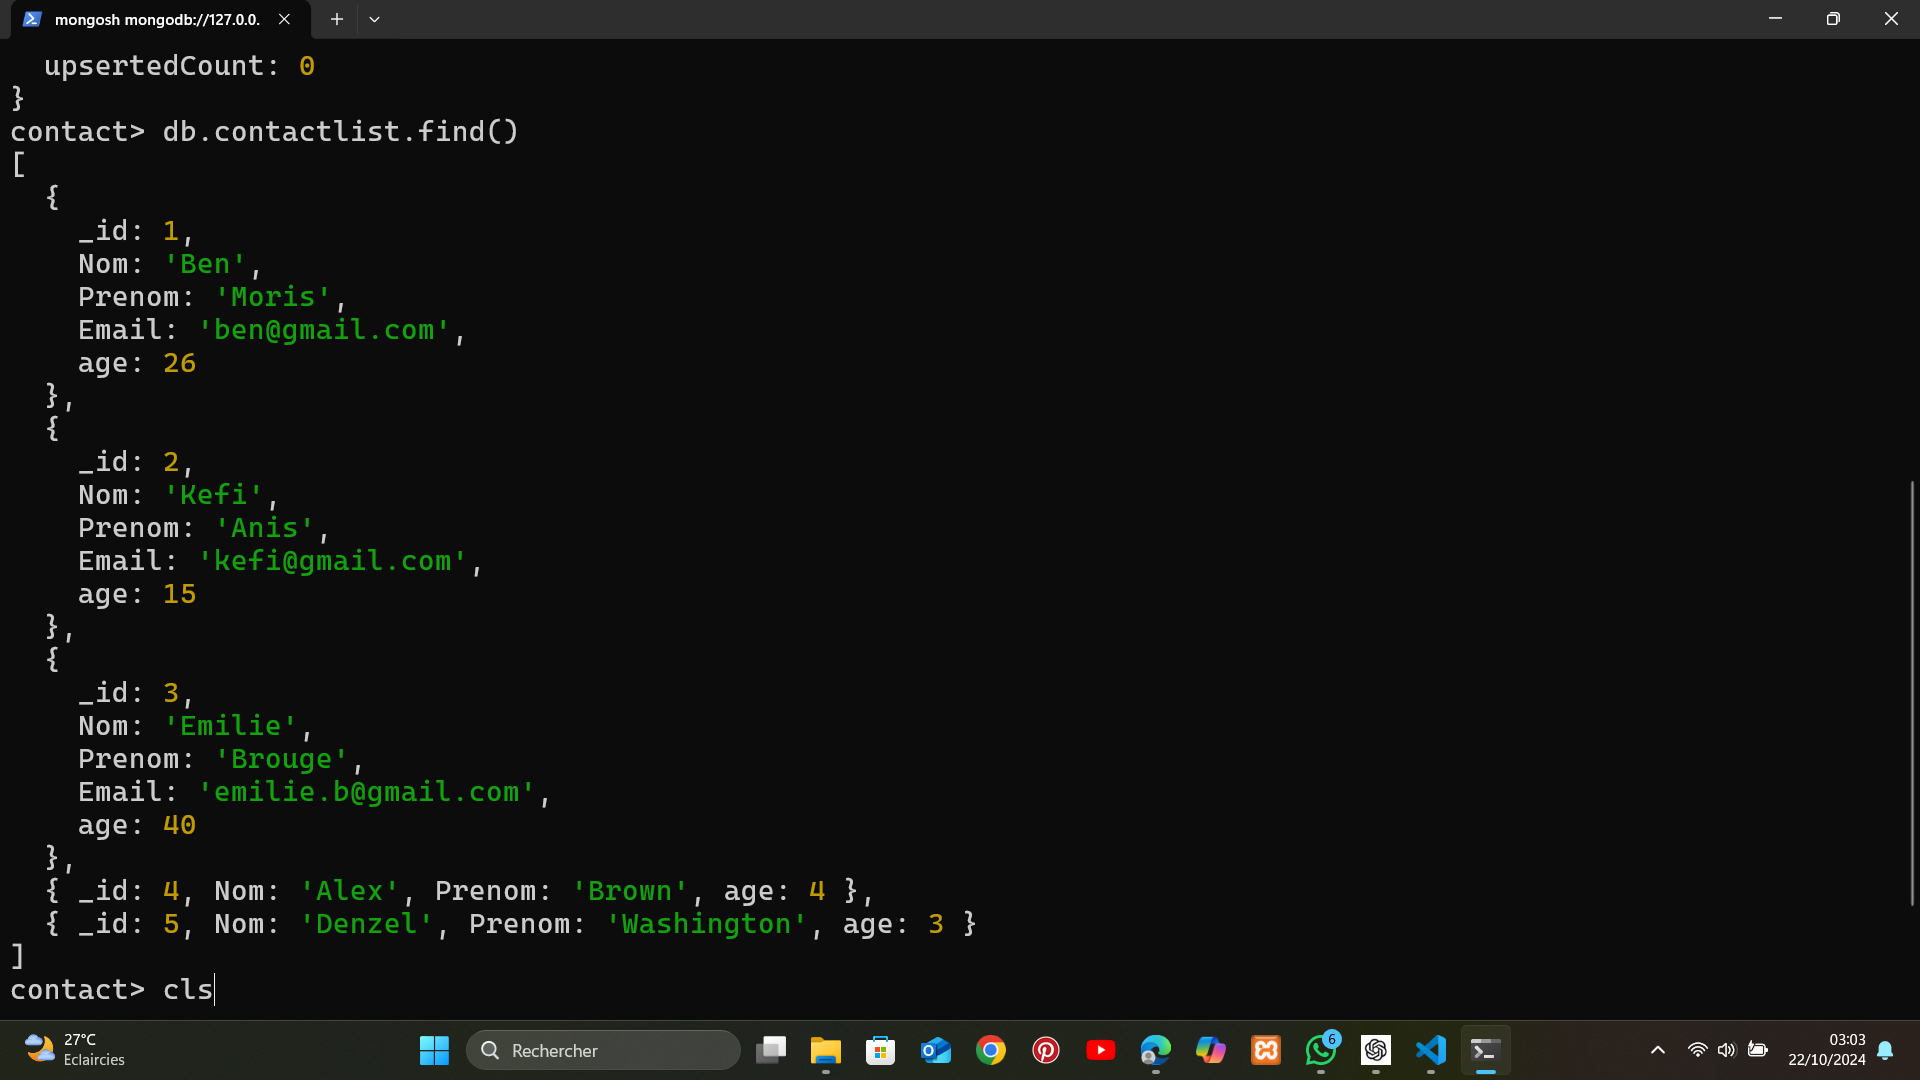 mongosh mongodb://127.0.0.
upsertedCount: 0
}
contact> db.contactlist.find()
[
  {
    _id: 1,
    Nom: 'Ben',
    Prenom: 'Moris',
    Email: 'ben@gmail.com',
    age: 26
  },
  {
    _id: 2,
    Nom: 'Kefi',
    Prenom: 'Anis',
    Email: 'kefi@gmail.com',
    age: 15
  },
  {
    _id: 3,
    Nom: 'Emilie',
    Prenom: 'Brouge',
    Email: 'emilie.b@gmail.com',
    age: 40
  },
  { _id: 4, Nom: 'Alex', Prenom: 'Brown', age: 4 },
  { _id: 5, Nom: 'Denzel', Prenom: 'Washington', age: 3 }
]
contact> cls
27°C
Eclaircies
Rechercher
6
03:03
22/10/2024